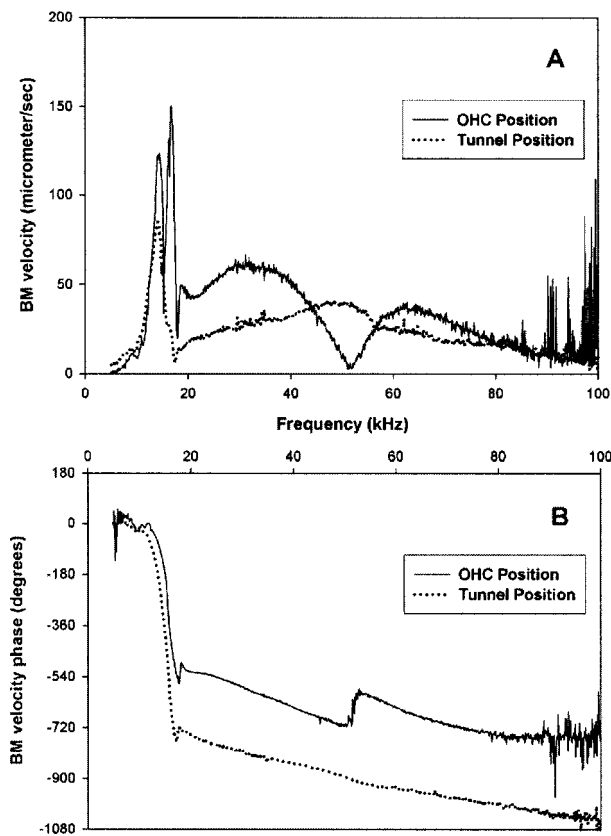 200
150
100
50
0
BM velocity (micrometer/sec)
A
OHC Position
Tunnel Position
0 20 40 60 80 100
Frequency (kHz)
0 20 40 60 80 100
180
0
-180
-360
-540
-720
-900
-1080
BM velocity phase (degrees)
B
OHC Position
Tunnel Position